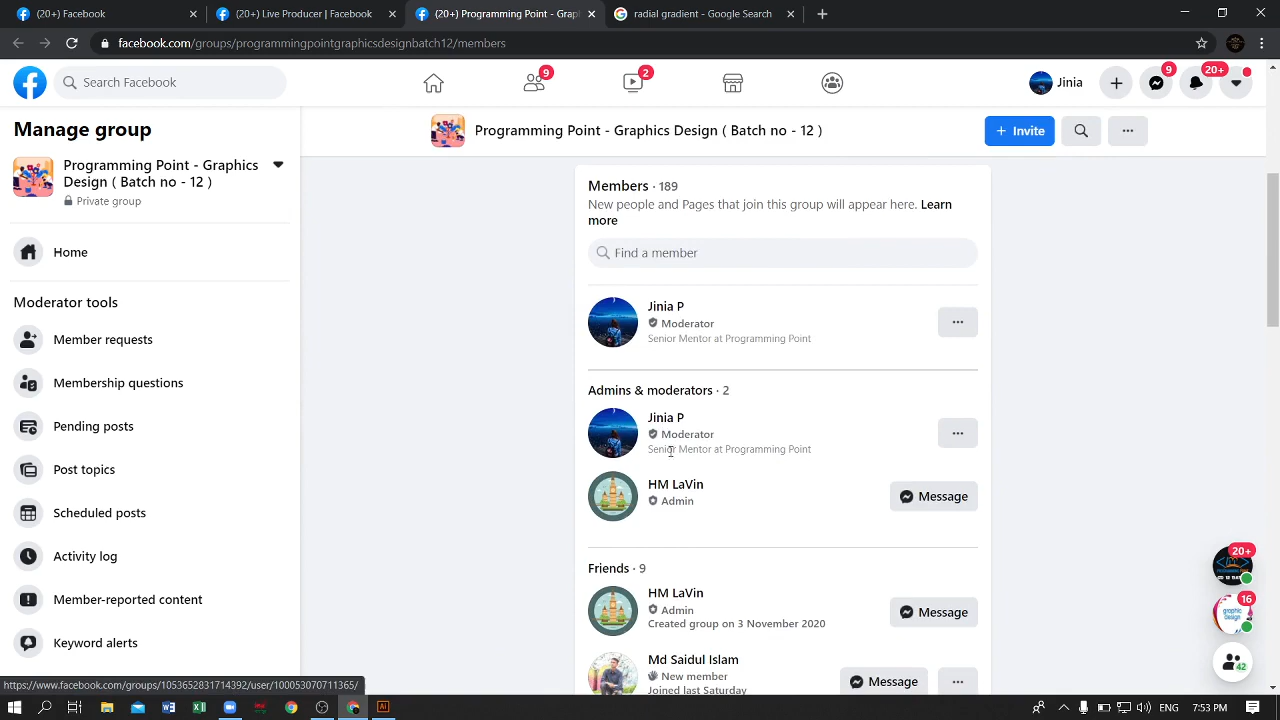 (20+) Facebook
(20+) Live Producer | Facebook
(20+) Programming Point - Grapl
radial gradient - Google Search
facebook.com/groups/programmingpointgraphicsdesignbatch12/members
Search Facebook
9
2
Jinia
9
20+
Manage group
Programming Point - Graphics
Design ( Batch no - 12 )
Private group
Home
Moderator tools
Member requests
Membership questions
Pending posts
Post topics
Scheduled posts
Activity log
Member-reported content
Keyword alerts
https://www.facebook.com/groups/1053652831714392/user/100053070711365/
Programming Point - Graphics Design ( Batch no - 12 )
Invite
Members · 189
New people and Pages that join this group will appear here. Learn
more
Find a member
Jinia P
Moderator
Senior Mentor at Programming Point
Admins & moderators · 2
Jinia P
Moderator
Senior Mentor at Programming Point
HM LaVin
Admin
Message
Friends · 9
HM LaVin
Admin
Created group on 3 November 2020
Message
Md Saidul Islam
New member
Joined last Saturday
Message
20+
16
graphic
design
42
ENG
7:53 PM